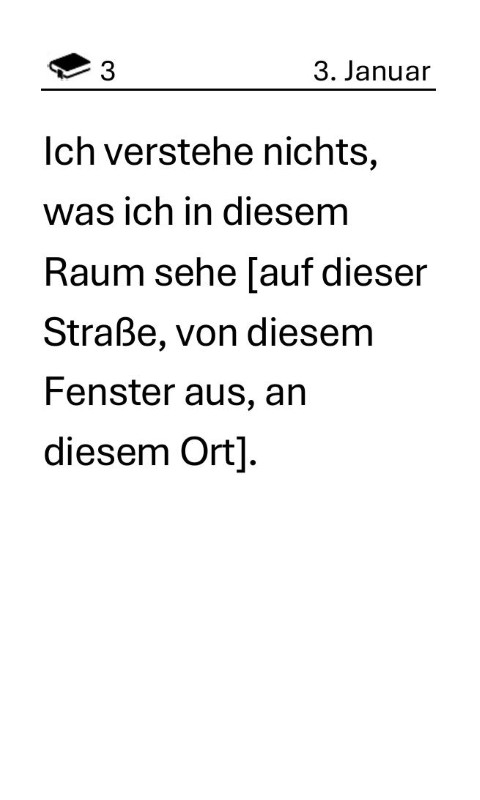 3 3. Januar
Ich verstehe nichts,
was ich in diesem
Raum sehe [auf dieser
Straße, von diesem
Fenster aus, an
diesem Ort].